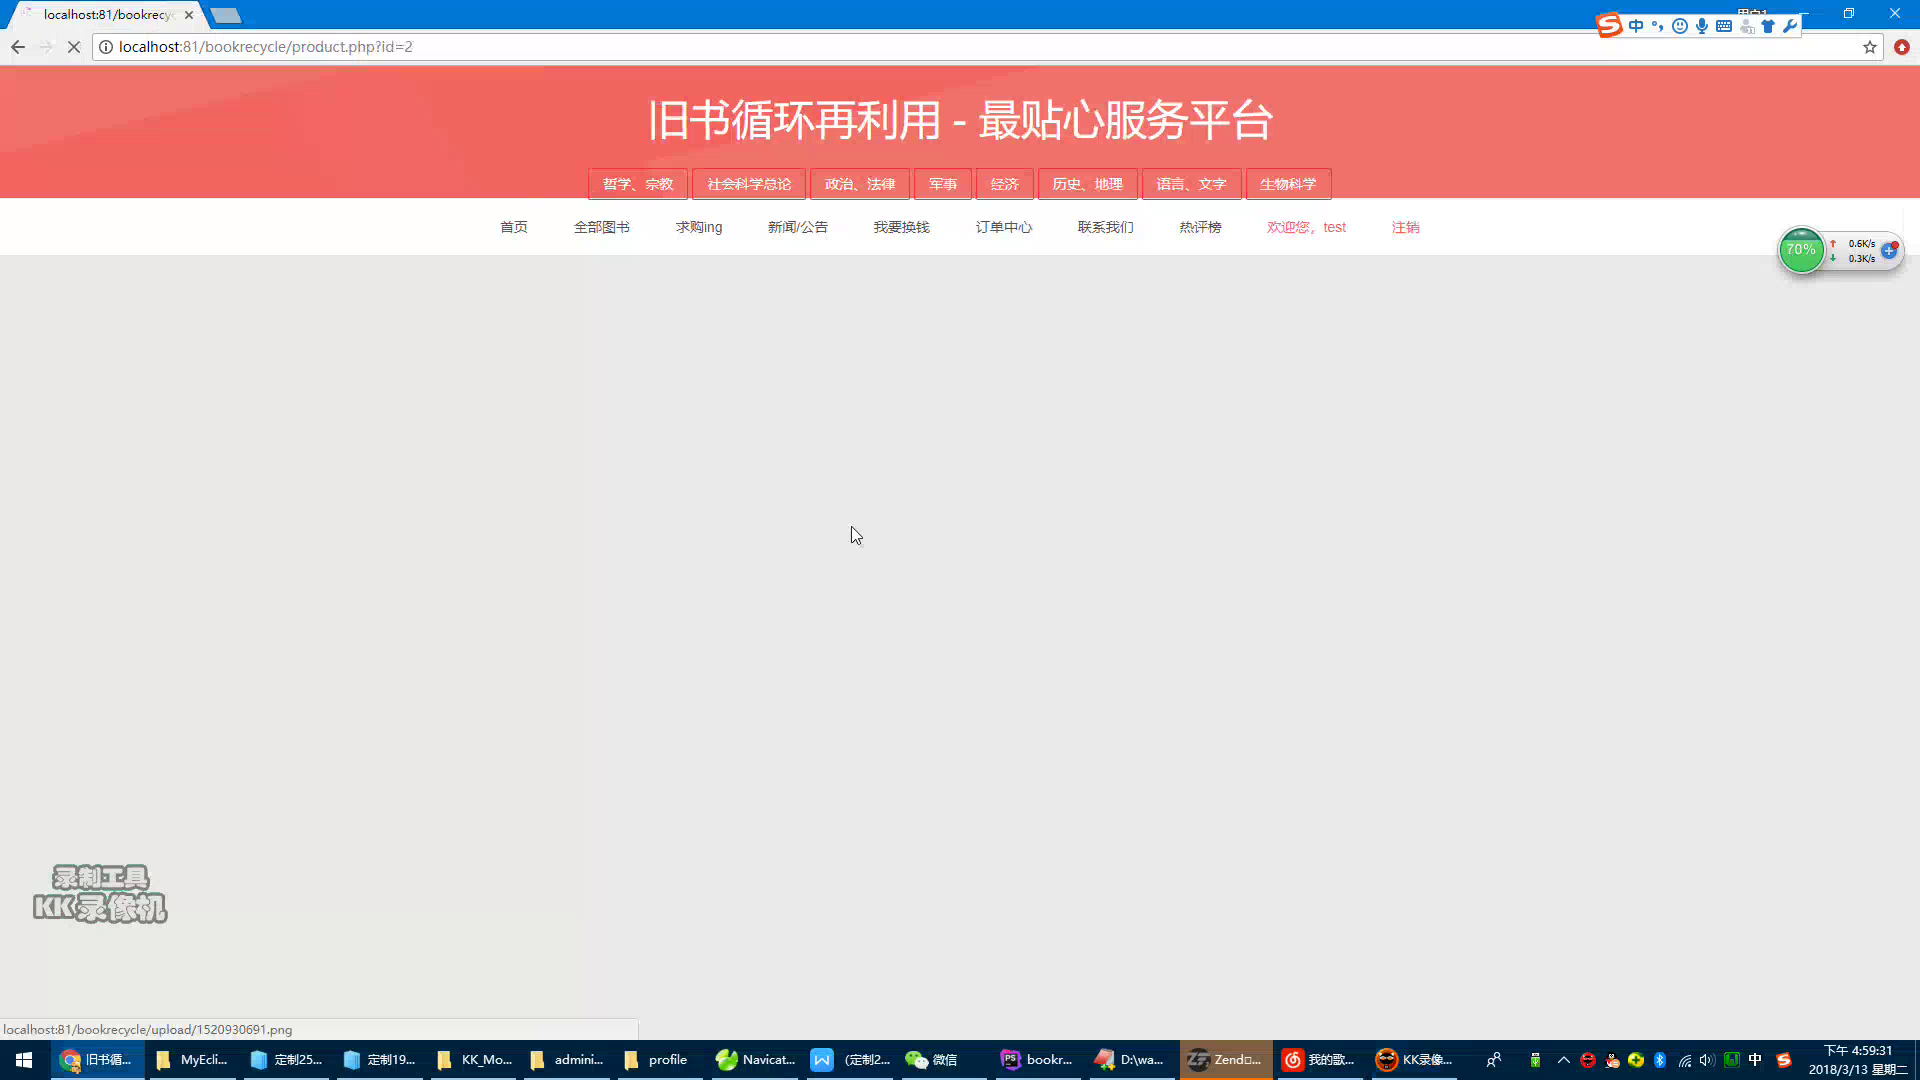 localhost:81/bookrecy
localhost:81/bookrecycle/product.php?id=2
中
旧书循环再利用 - 最贴心服务平台
哲学、宗教 社会科学总论 政治、法律 军事 经济 历史、地理 语言、文字 生物科学
首页 全部图书 求购ing 新闻/公告 我要换钱 订单中心 联系我们 热评榜 欢迎您，test 注销
70%
0.6K/s
0.3K/s
录制工具
KK录像机
localhost:81/bookrecycle/upload/1520930691.png
旧书循... MyEcli... 定制25... 定制19... KK_Mo... admini... profile Navicat... (定制2... 微信 bookr... D:\wa... 我的歌... KK录像... 中
下午 4:59:31
2018/3/13 星期二